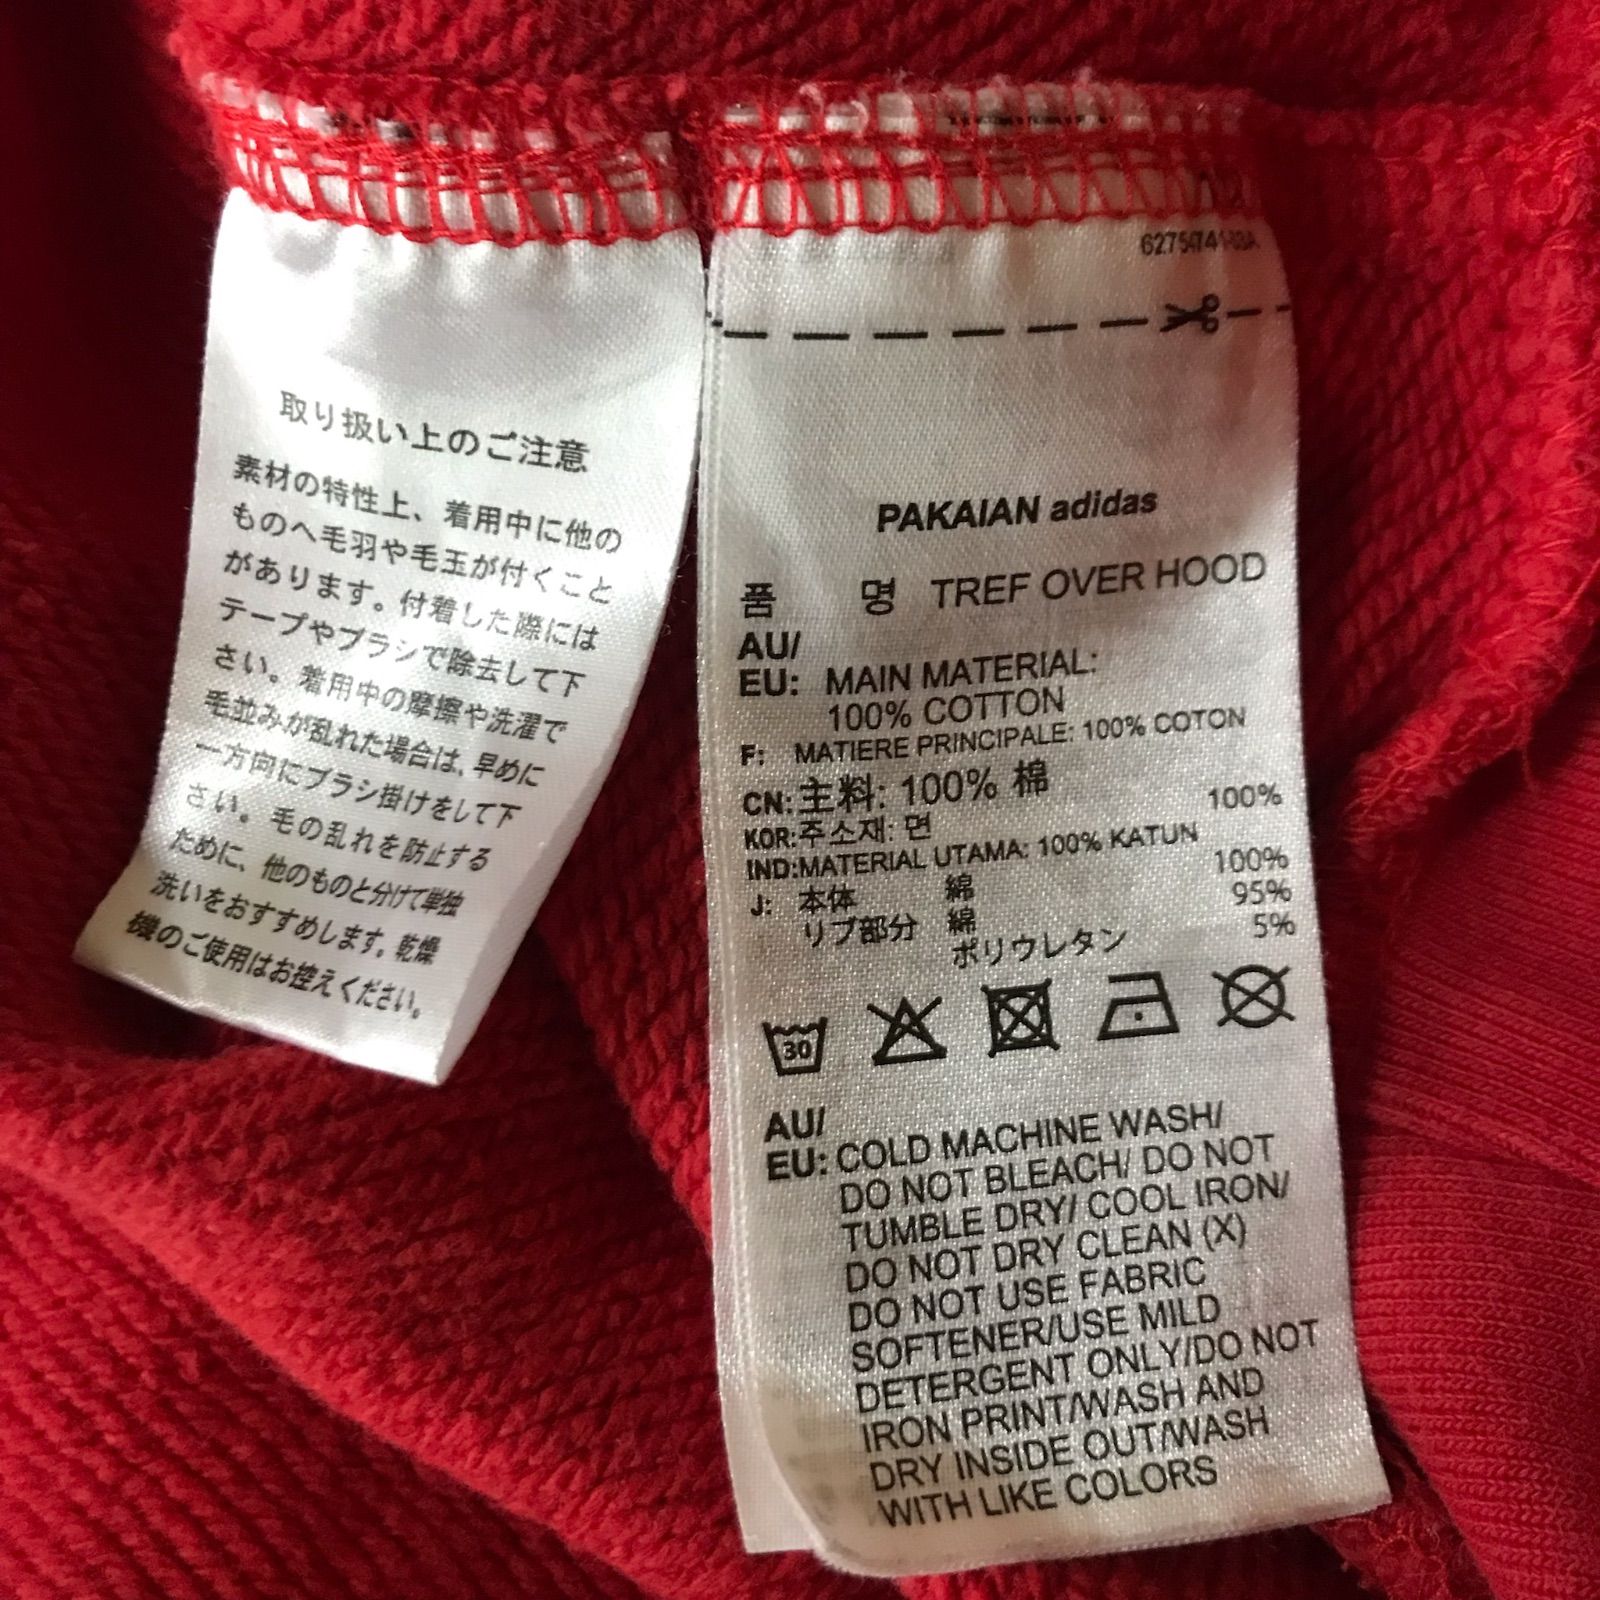 取り扱い上のご注意
素材の特性上、着用中に他の
ものへ毛羽や毛玉が付くこと
があります。付着した際には
テープやブラシで除去して下
さい。着用中の摩擦や洗濯で
毛並みが乱れた場合は、早めに
一方向にブラシ掛けをして下
さい。毛の乱れを防止する
ために、他のものと分けて単独
洗いをおすすめします。乾燥
機のご使用はお控えください。
PAKAIAN adidas
품 명 TREF OVER HOOD
AU/
EU: MAIN MATERIAL:
100% COTTON
F: MATIERE PRINCIPALE: 100% COTON
CN: 主料: 100% 棉
KOR: 주소재: 면 100%
IND: MATERIAL UTAMA: 100% KATUN
J: 本体 綿 100%
リブ部分 綿 95%
ポリウレタン 5%
30
AU/
EU: COLD MACHINE WASH/
DO NOT BLEACH/ DO NOT
TUMBLE DRY/ COOL IRON/
DO NOT DRY CLEAN (X)
DO NOT USE FABRIC
SOFTENER/USE MILD
DETERGENT ONLY/DO NOT
IRON PRINT/WASH AND
DRY INSIDE OUT/WASH
WITH LIKE COLORS